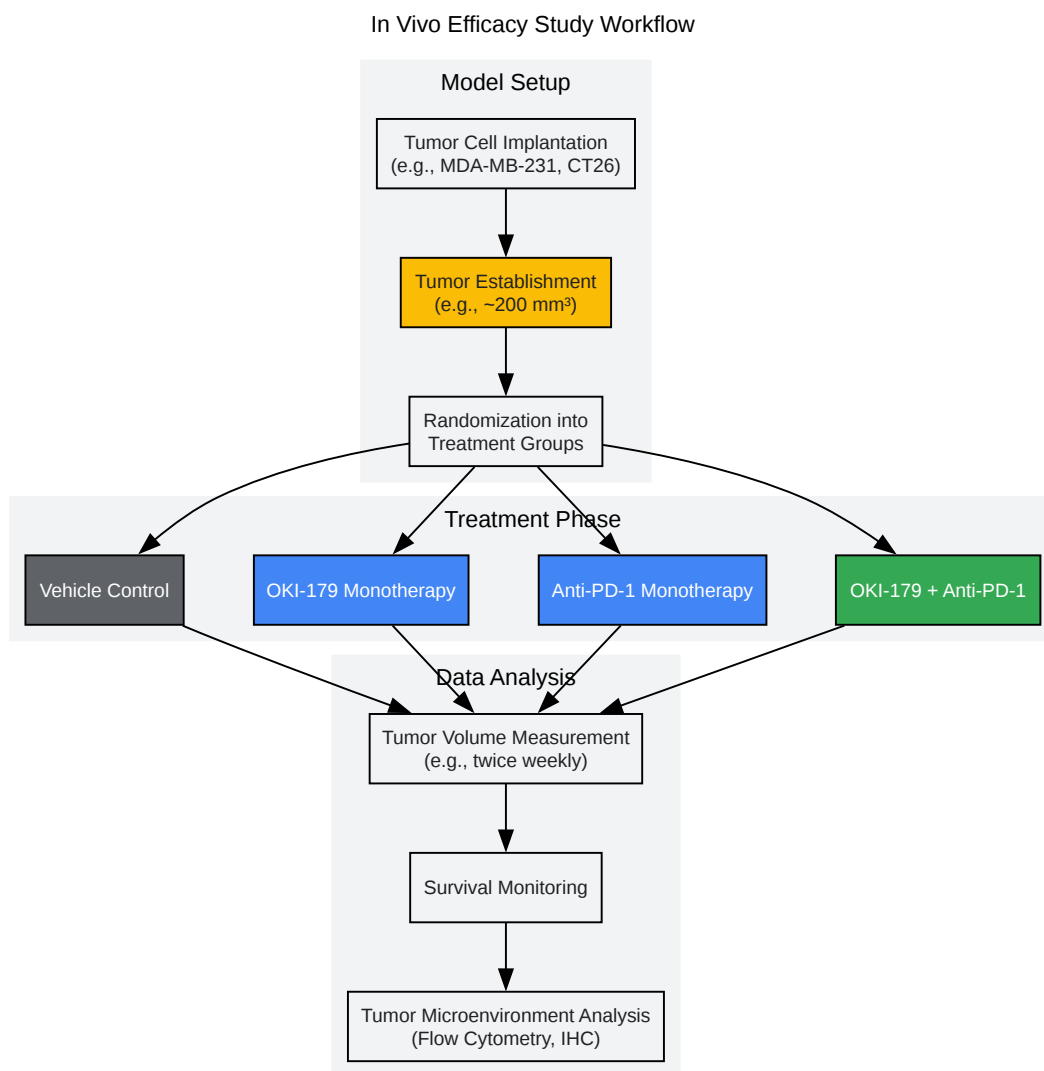 In Vivo Efficacy Study Workflow
Model Setup
Tumor Cell Implantation
(e.g., MDA-MB-231, CT26)
Tumor Establishment
(e.g., ~200 mm³)
Randomization into
Treatment Groups
Treatment Phase
Vehicle Control
OKI-179 Monotherapy
Anti-PD-1 Monotherapy
OKI-179 + Anti-PD-1
Data Analysis
Tumor Volume Measurement
(e.g., twice weekly)
Survival Monitoring
Tumor Microenvironment Analysis
(Flow Cytometry, IHC)